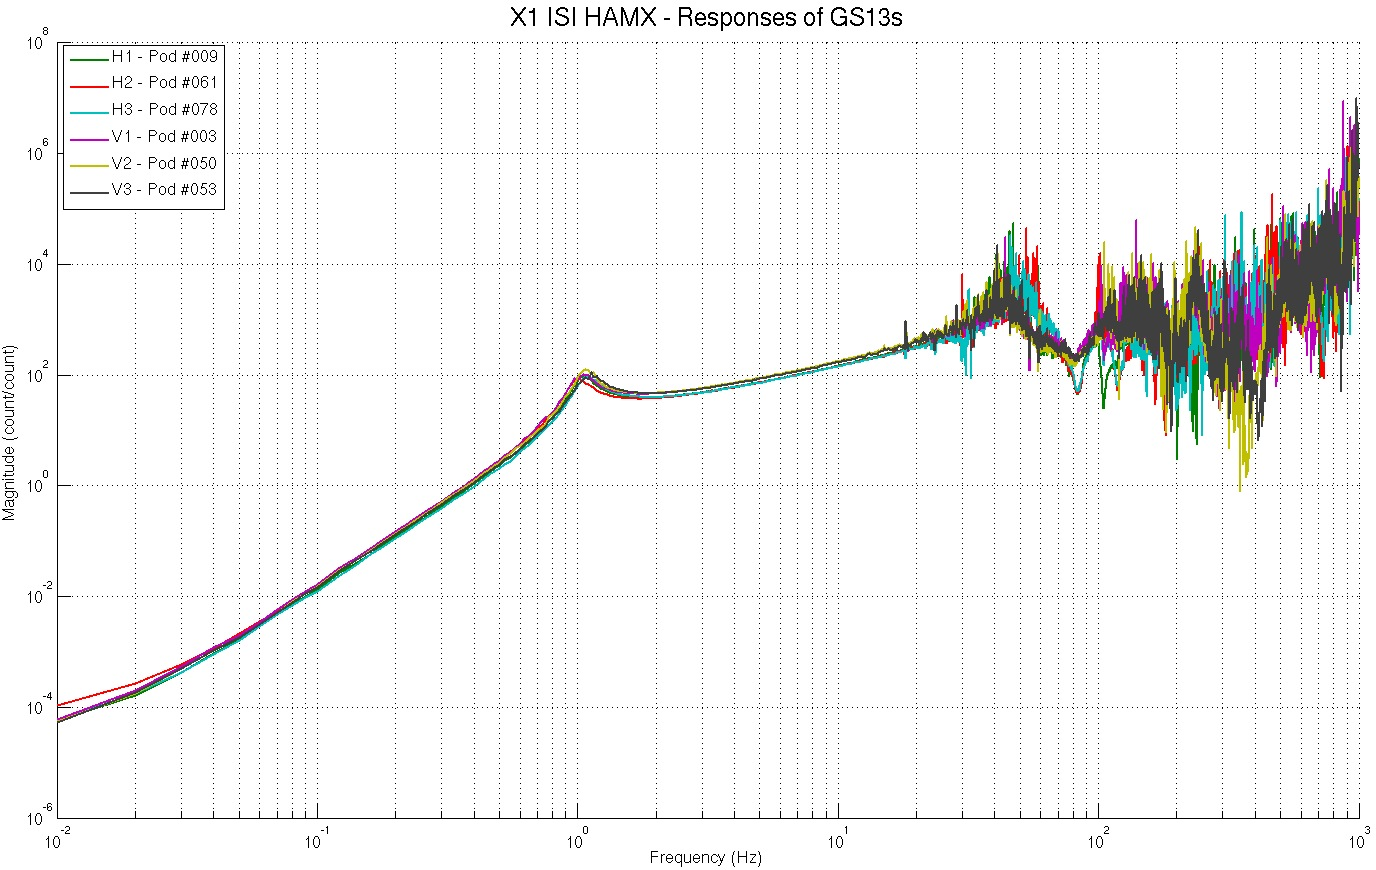 X1 ISI HAMX - Responses of GS13s
10^8
H1 - Pod #009
H2 - Pod #061
H3 - Pod #078
V1 - Pod #003
V2 - Pod #050
V3 - Pod #053
10^6
10^4
10^2
10^0
10^-2
10^-4
10^-6
Magnitude (count/count)
10^-2 10^-1 10^0 10^1 10^2 10^3
Frequency (Hz)